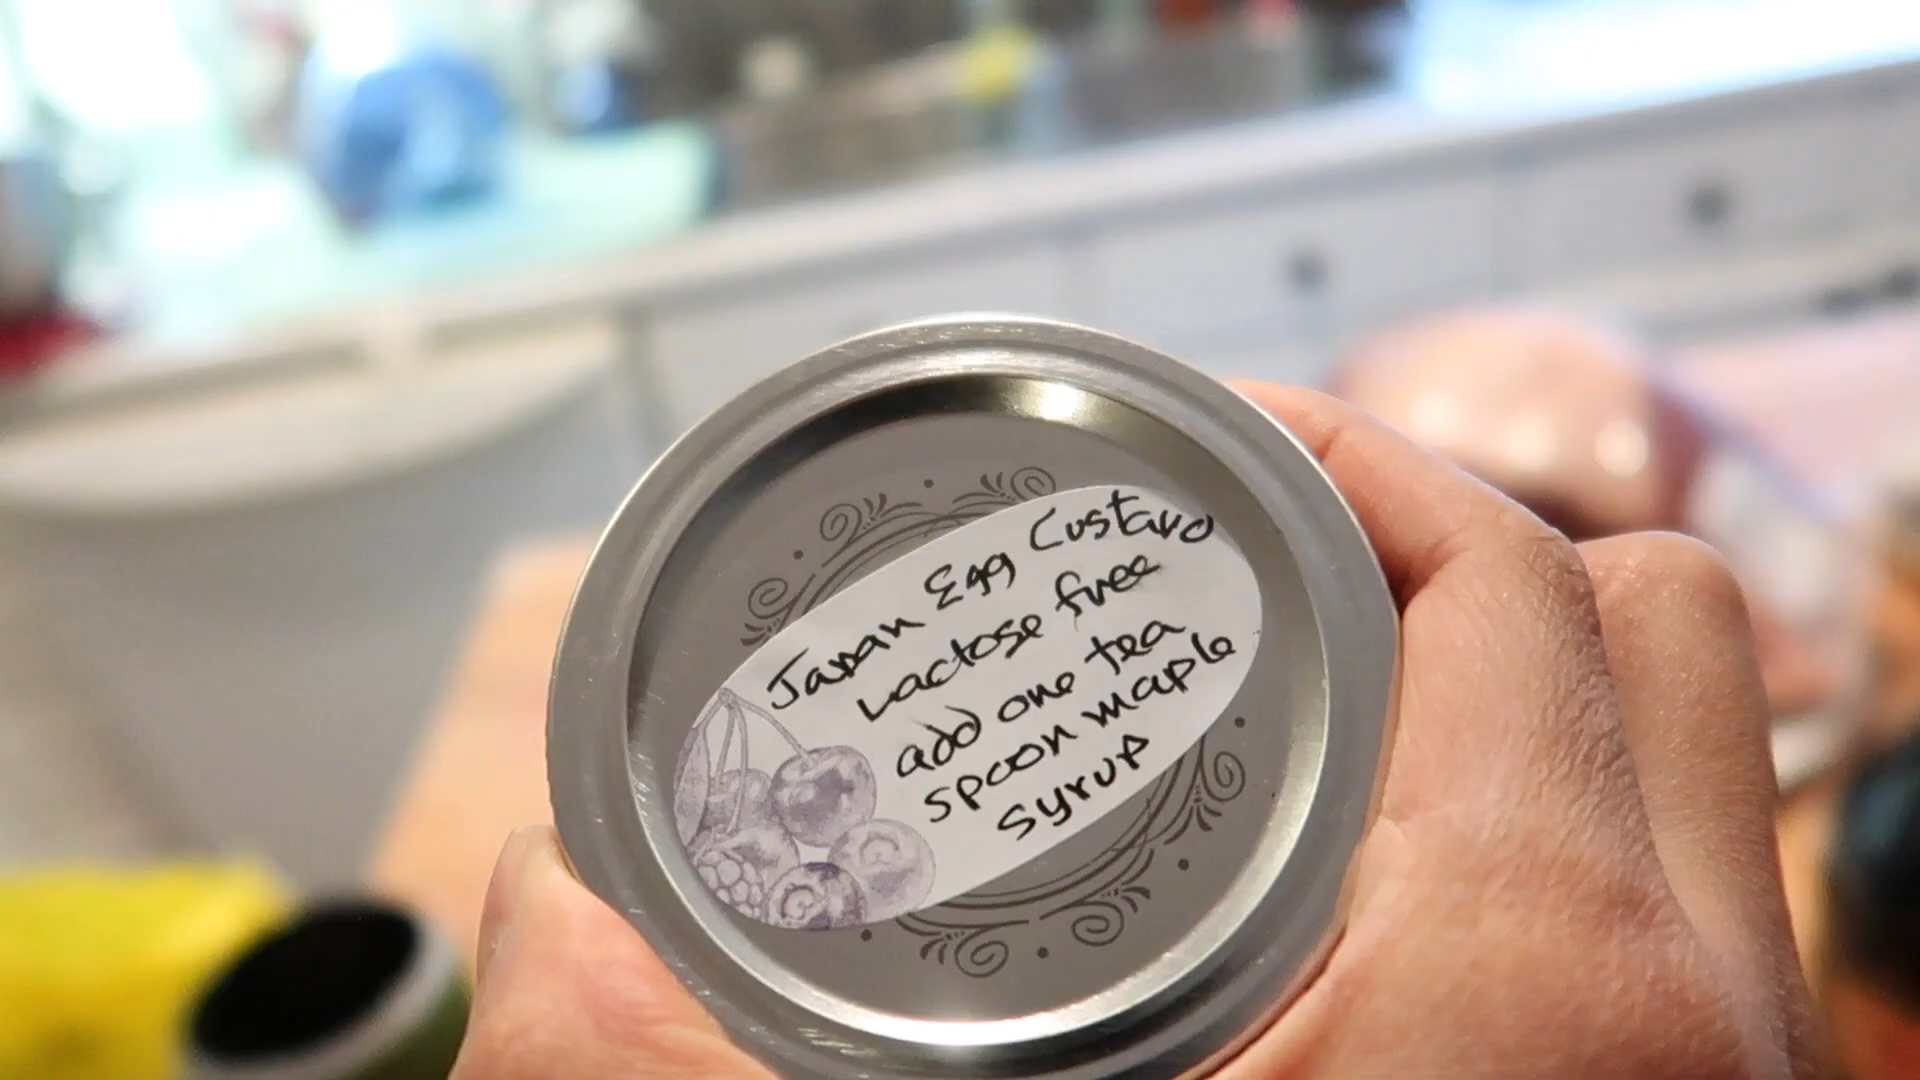 Japan Egg Custard
Lactose free
add one tea
spoon maple
syrup